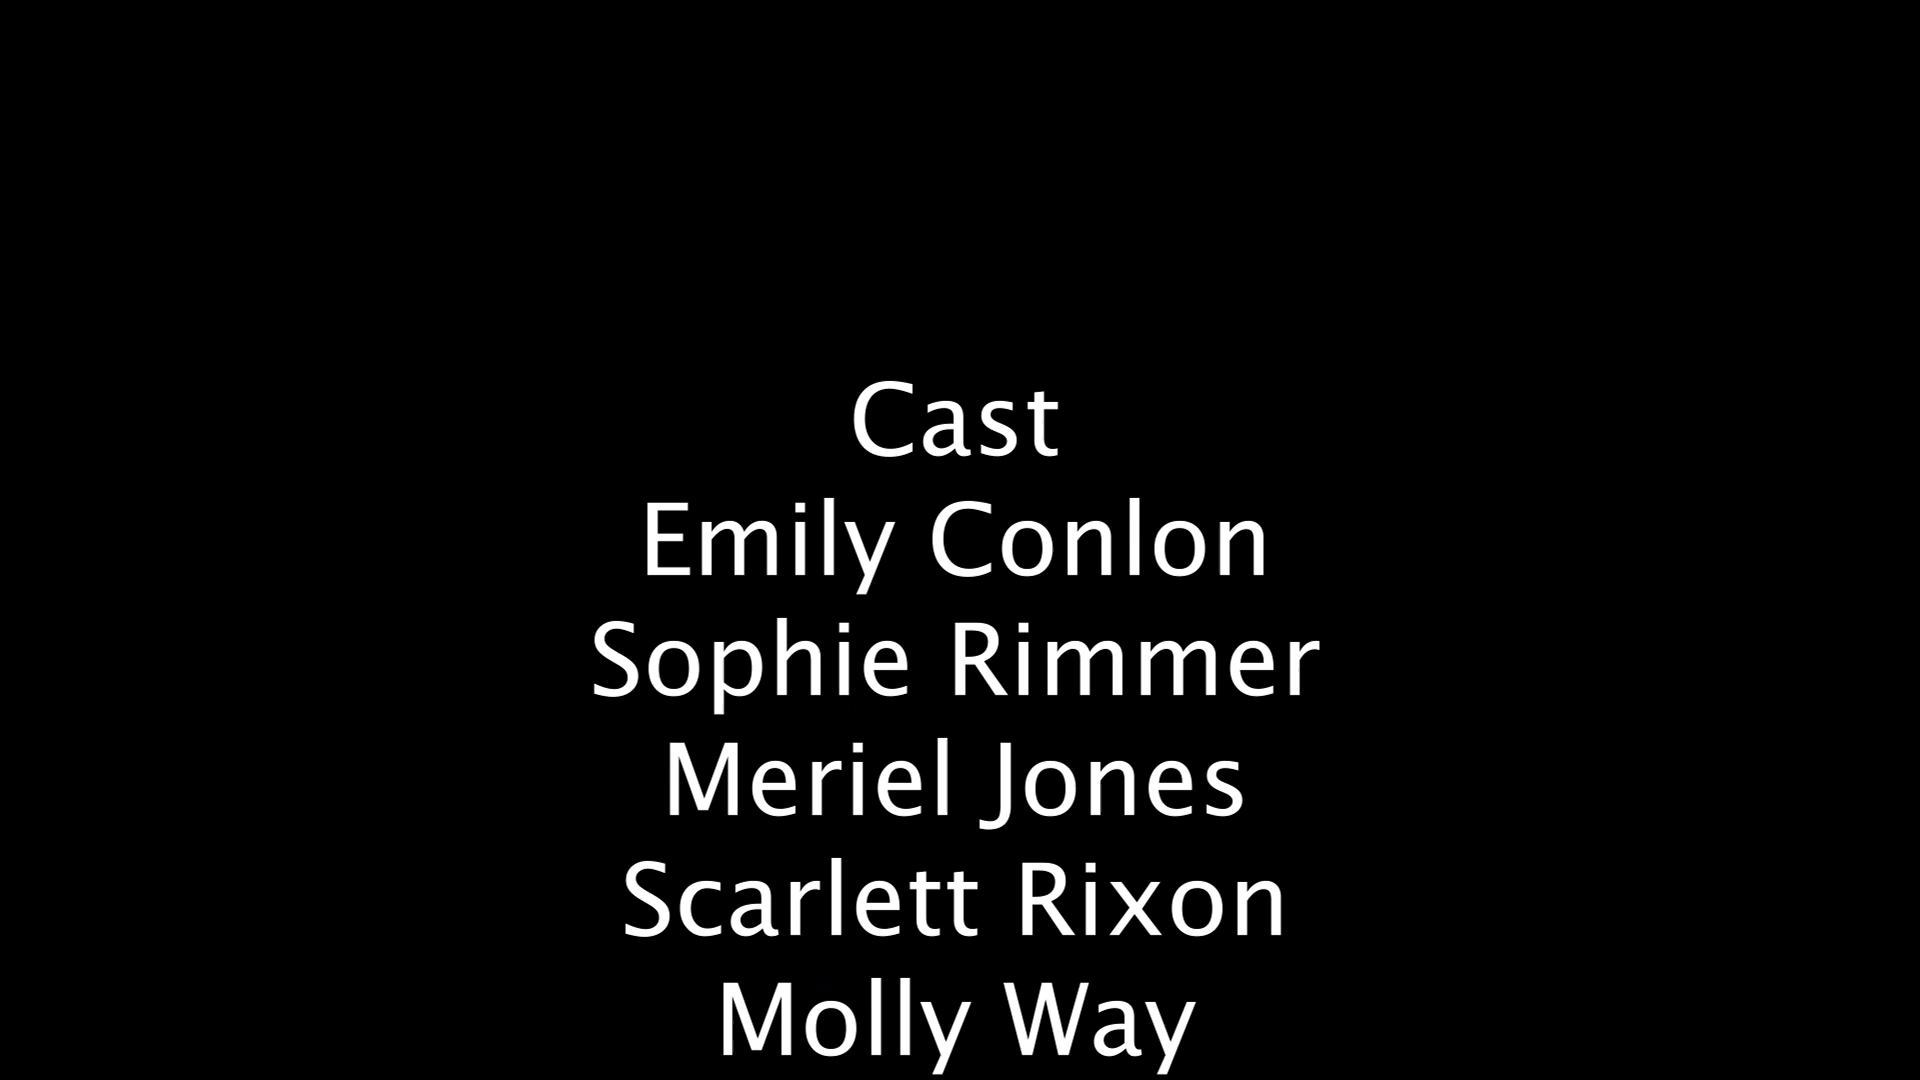 Cast
Emily Conlon
Sophie Rimmer
Meriel Jones
Scarlett Rixon
Molly Way